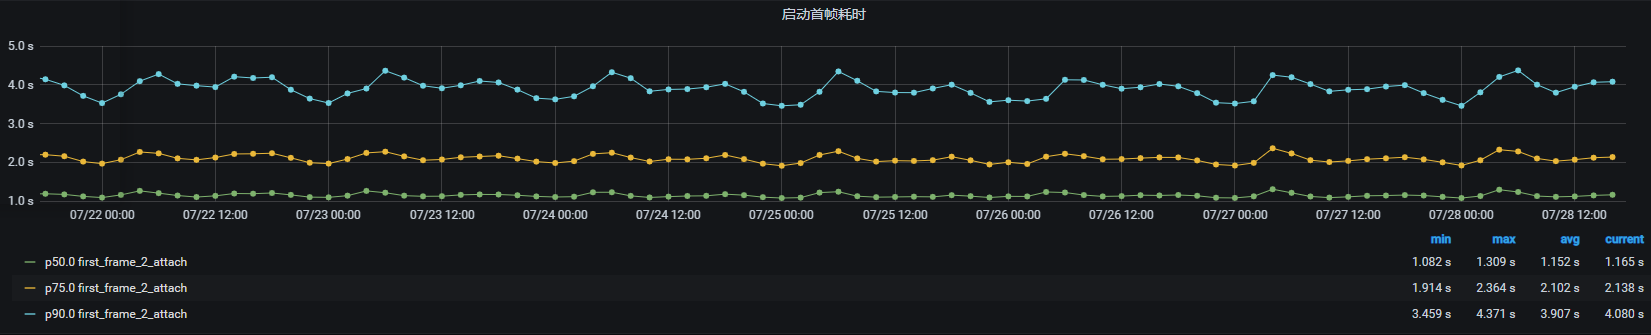 启动首帧耗时
5.0 s
4.0 s
3.0 s
2.0 s
1.0 s
07/22 00:00 07/22 12:00 07/23 00:00 07/23 12:00 07/24 00:00 07/24 12:00 07/25 00:00 07/25 12:00 07/26 00:00 07/26 12:00 07/27 00:00 07/27 12:00 07/28 00:00 07/28 12:00
min max avg current
p50.0 first_frame_2_attach 1.082 s 1.309 s 1.152 s 1.165 s
p75.0 first_frame_2_attach 1.914 s 2.364 s 2.102 s 2.138 s
p90.0 first_frame_2_attach 3.459 s 4.371 s 3.907 s 4.080 s